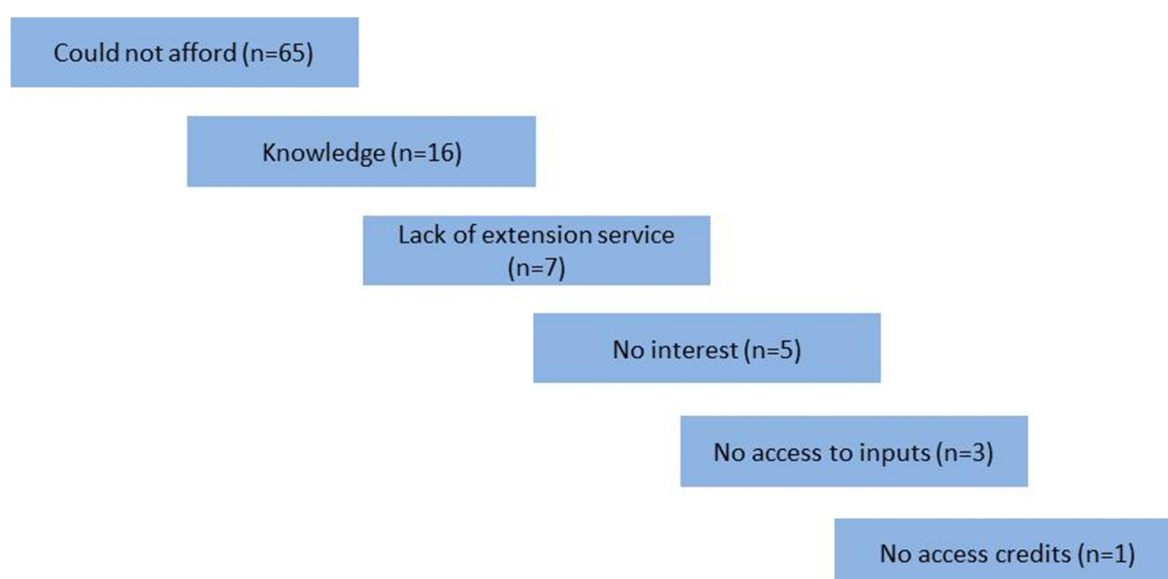 Could not afford (n=65)
Knowledge (n=16)
Lack of extension service
(n=7)
No interest (n=5)
No access to inputs (n=3)
No access credits (n=1)